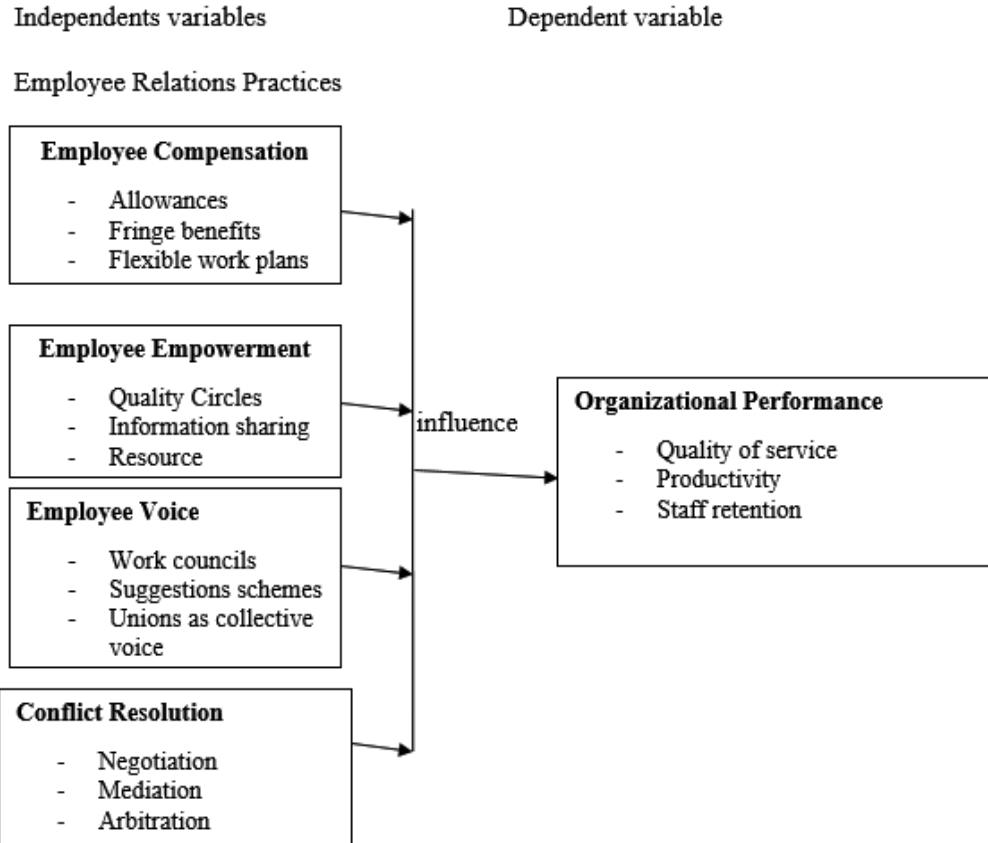 Independents variables
Dependent variable
Employee Relations Practices
Employee Compensation
- Allowances
- Fringe benefits
- Flexible work plans
Employee Empowerment
- Quality Circles
- Information sharing
- Resource
influence
Organizational Performance
- Quality of service
- Productivity
- Staff retention
Employee Voice
- Work councils
- Suggestions schemes
- Unions as collective
voice
Conflict Resolution
- Negotiation
- Mediation
- Arbitration